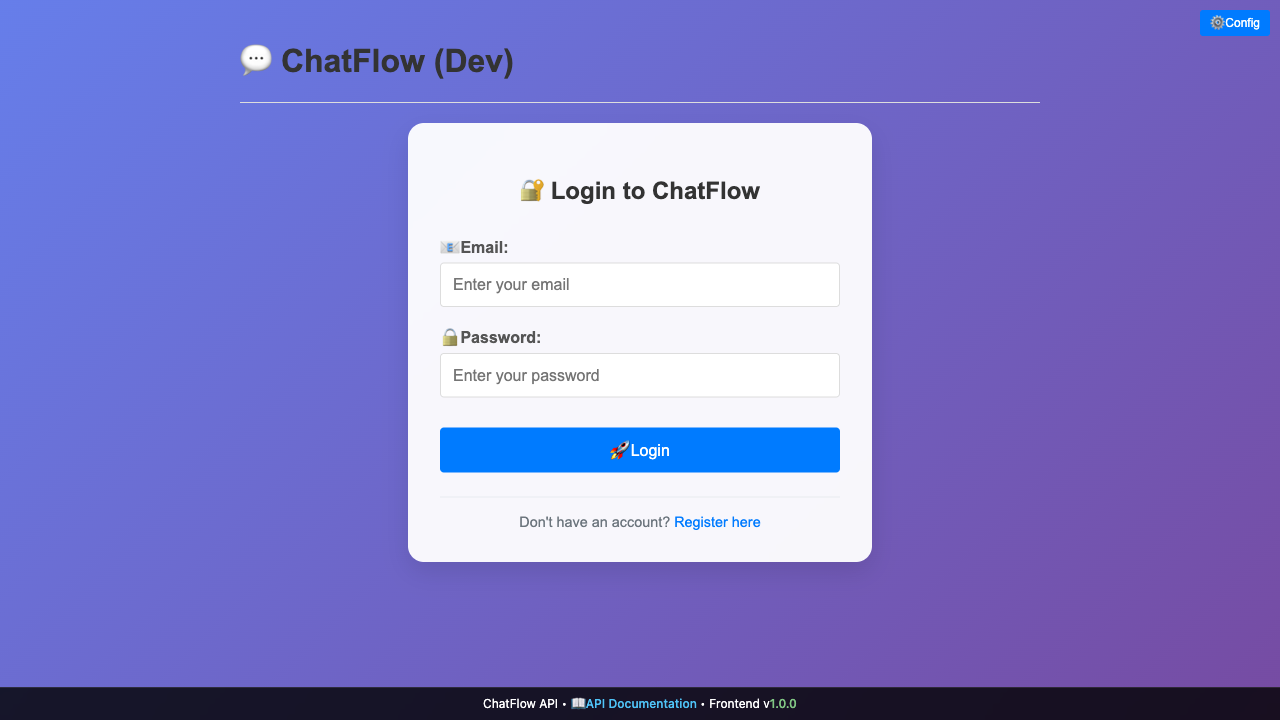 ⚙️Config
💬 ChatFlow (Dev)
🔐 Login to ChatFlow
📧Email:
Enter your email
🔒Password:
Enter your password
🚀Login
Don't have an account? Register here
ChatFlow API • 📖API Documentation • Frontend v1.0.0